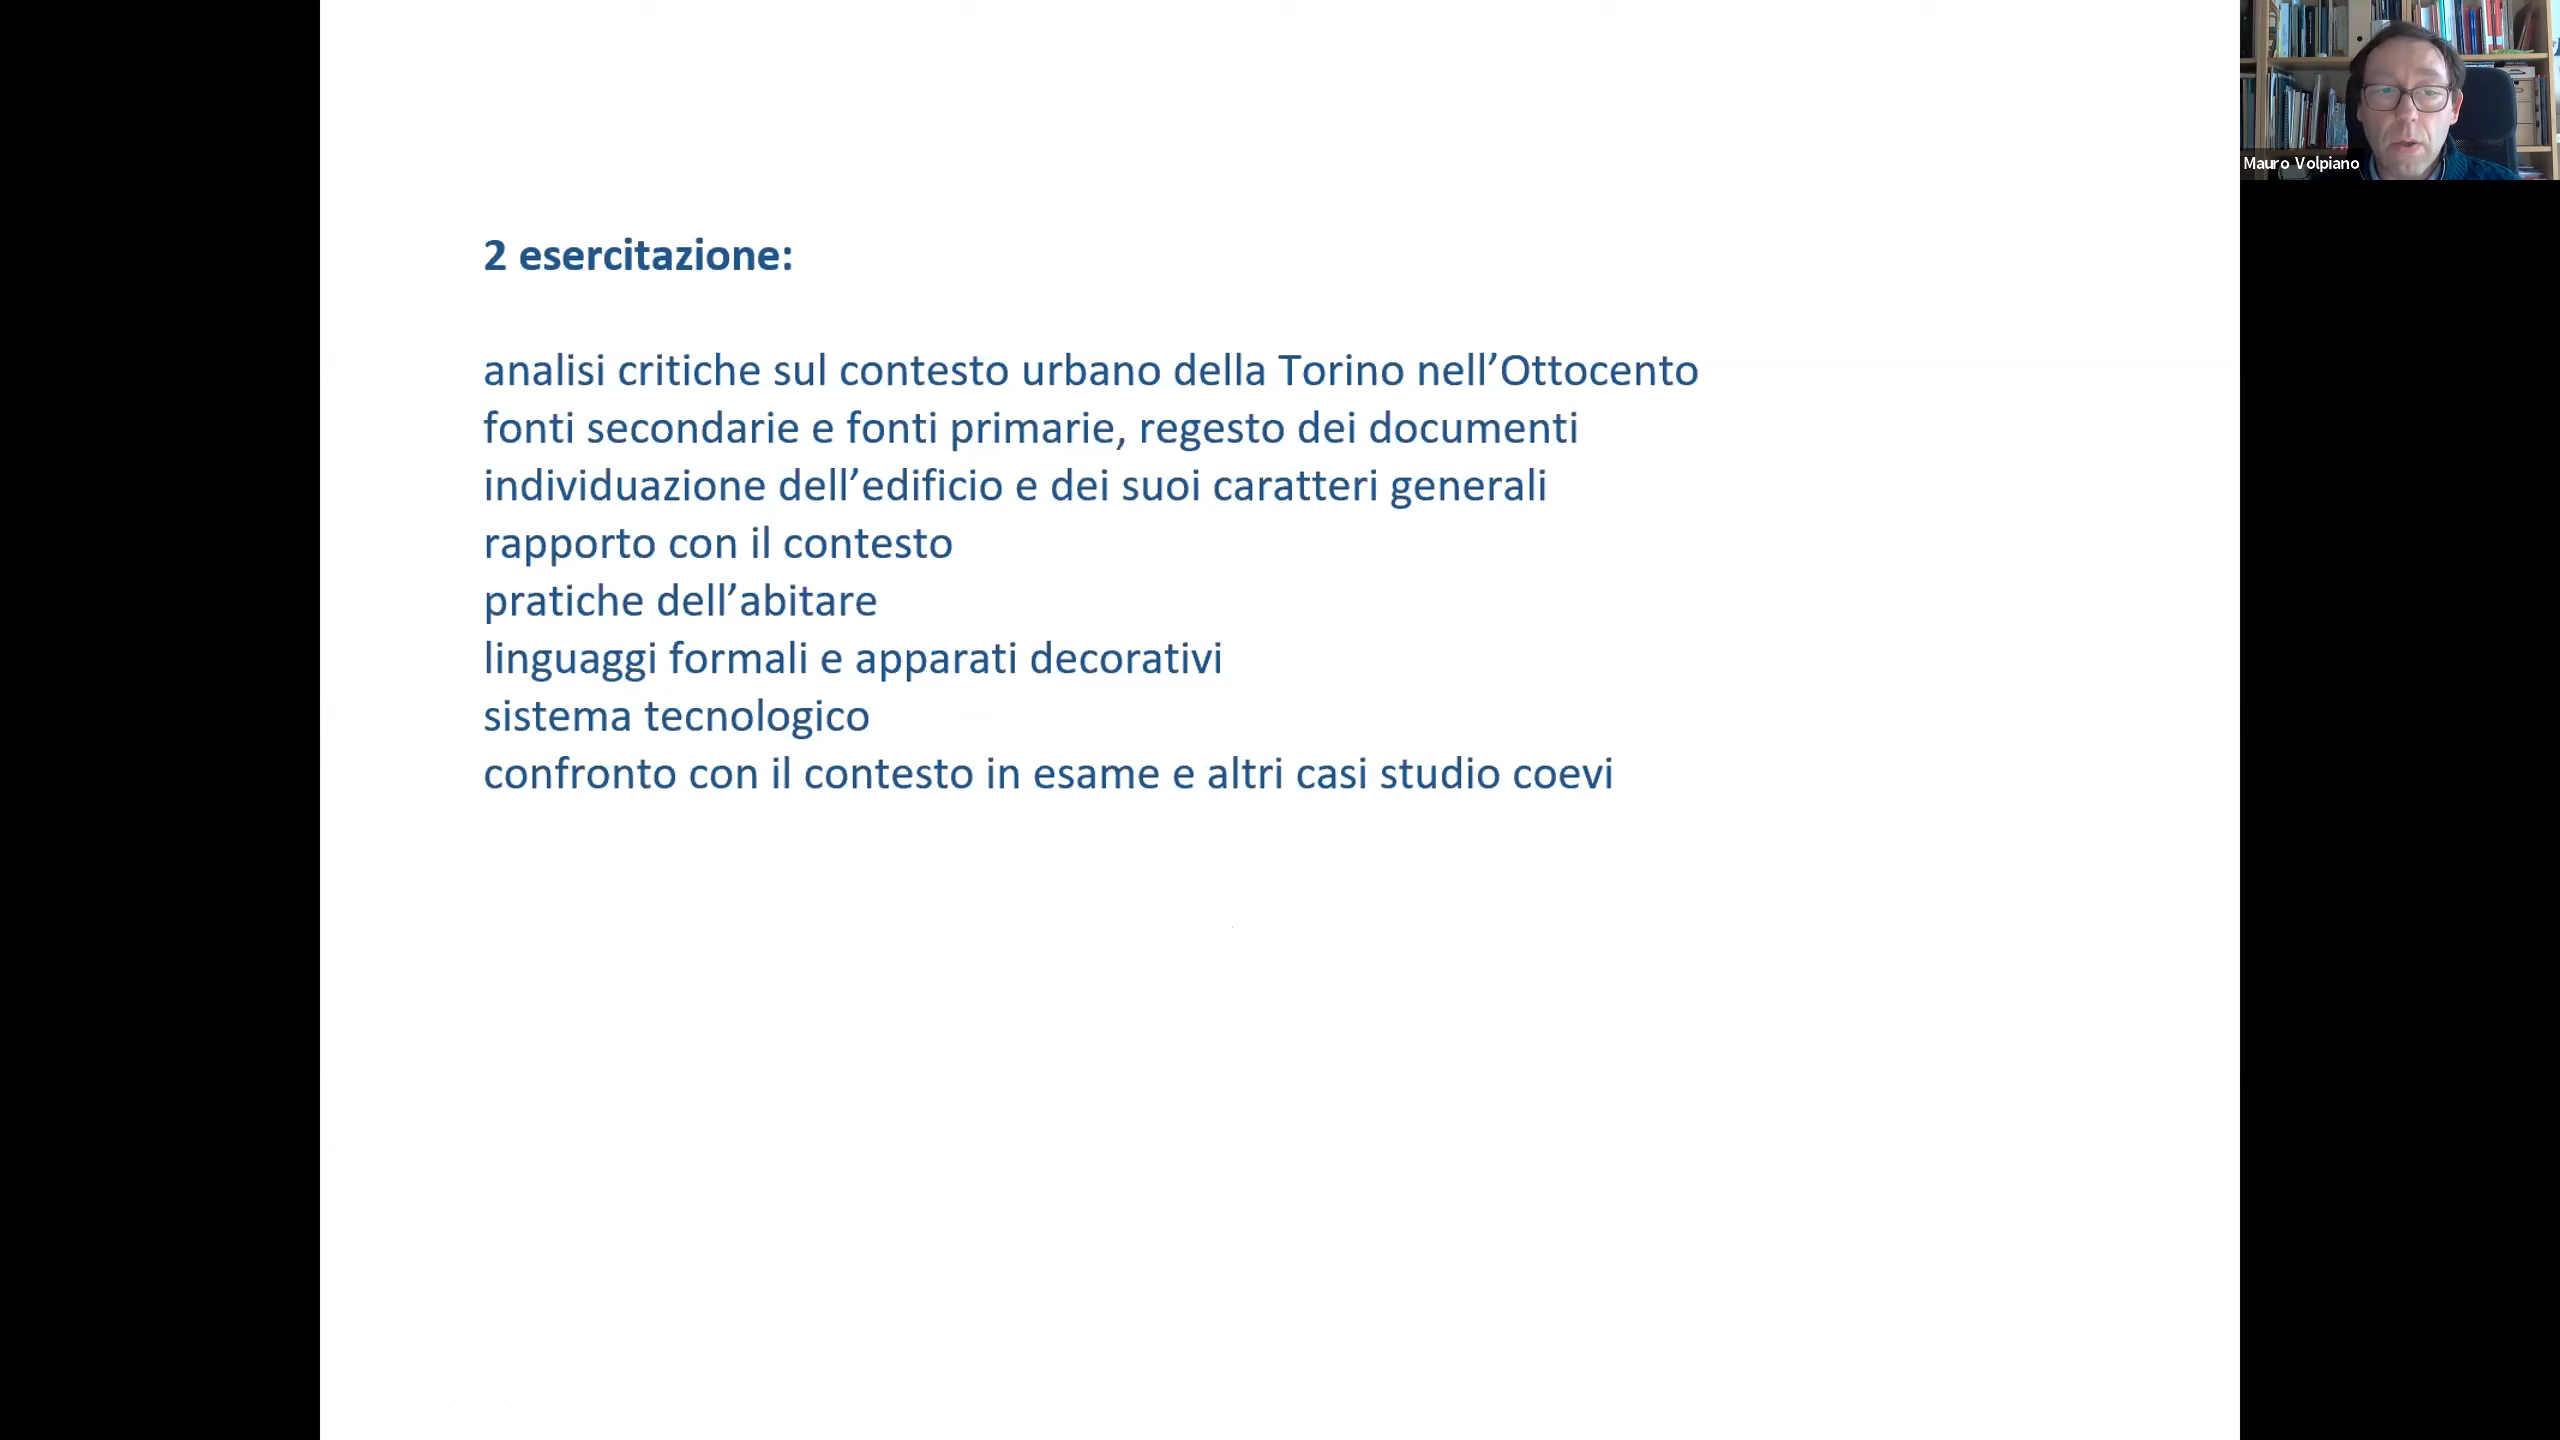 Mauro Volpiano
2 esercitazione:
analisi critiche sul contesto urbano della Torino nell’Ottocento
fonti secondarie e fonti primarie, regesto dei documenti
individuazione dell’edificio e dei suoi caratteri generali
rapporto con il contesto
pratiche dell’abitare
linguaggi formali e apparati decorativi
sistema tecnologico
confronto con il contesto in esame e altri casi studio coevi